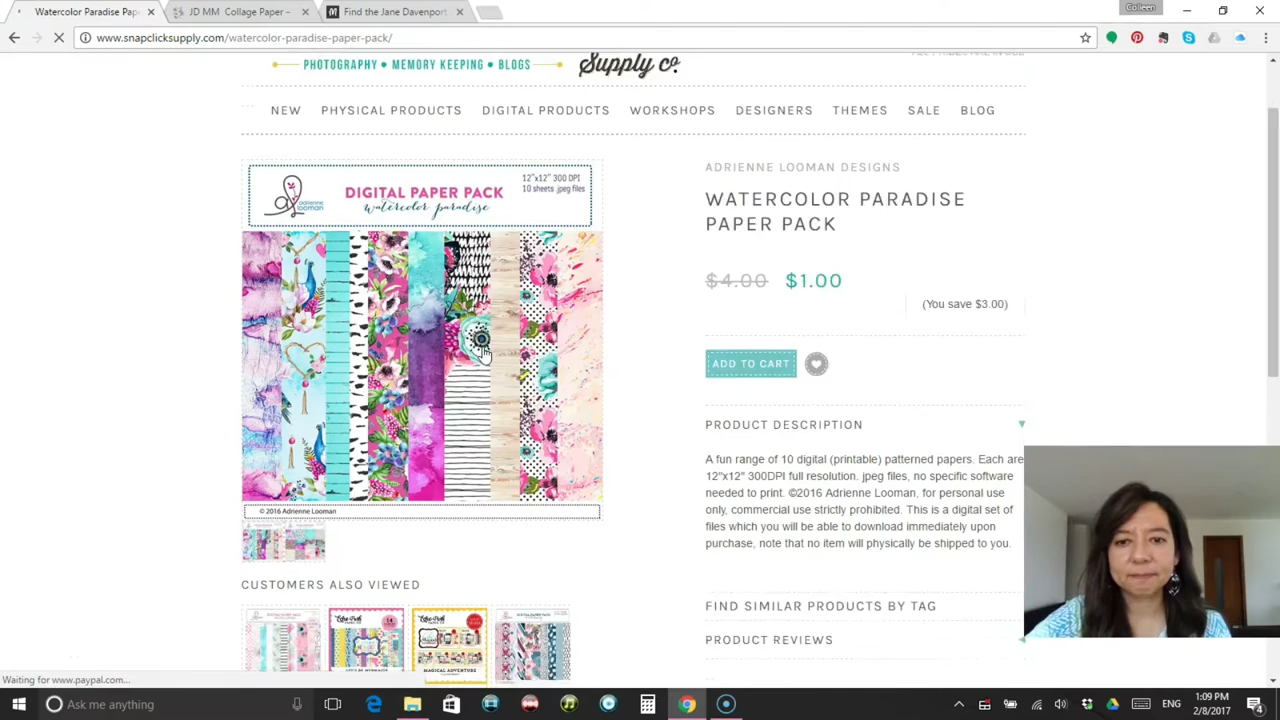 Watercolor Paradise Pa
JD MM Collage Paper –
Find the Jane Davenport
Colleen
www.snapclicksupply.com/watercolor-paradise-paper-pack/
PHOTOGRAPHY • MEMORY KEEPING • BLOGS
Supply co.
NEW PHYSICAL PRODUCTS DIGITAL PRODUCTS WORKSHOPS DESIGNERS THEMES SALE BLOG
adrienne looman
DIGITAL PAPER PACK
watercolor paradise
12"x12" 300 DPI
10 sheets .jpeg files
© 2016 Adrienne Looman
ADRIENNE LOOMAN DESIGNS
WATERCOLOR PARADISE
PAPER PACK
$4.00 $1.00
(You save $3.00)
ADD TO CART
PRODUCT DESCRIPTION
A fun range of 10 digital (printable) patterned papers. Each are
12"x12" 300DPI full resolution. jpeg files, no specific software
needed to print. ©2016 Adrienne Looman, for personal use
only, commercial use strictly prohibited. This is a digital set of
files which you will be able to download immediately upon
purchase, note that no item will physically be shipped to you.
CUSTOMERS ALSO VIEWED
FIND SIMILAR PRODUCTS BY TAG
PRODUCT REVIEWS
Echo Park
Echo Park
MAGICAL ADVENTURE
Waiting for www.paypal.com...
Ask me anything
ENG
1:09 PM
2/8/2017